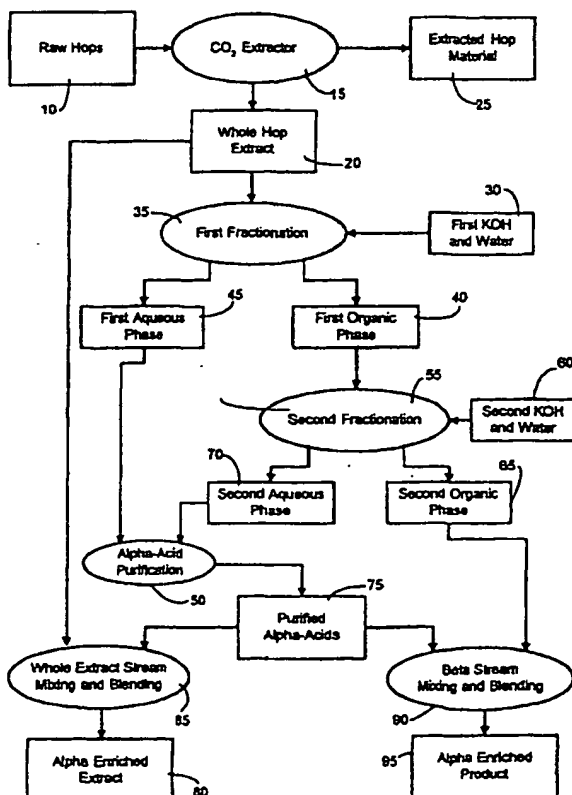 Raw Hops
10
CO₂ Extractor
15
Extracted Hop
Material
25
Whole Hop
Extract
20
35
First Fractionation
30
First KOH
and Water
45
First Aqueous
Phase
40
First Organic
Phase
55
Second Fractionation
60
Second KOH
and Water
70
Second Aqueous
Phase
65
Second Organic
Phase
Alpha-Acid
Purification
50
75
Purified
Alpha-Acids
Whole Extract Stream
Mixing and Blending
85
Beta Stream
Mixing and Blending
90
Alpha Enriched
Extract
80
95
Alpha Enriched
Product